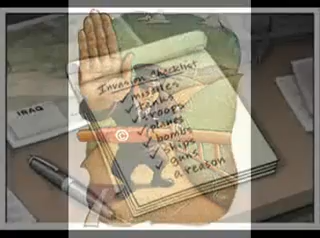 Invasion Checklist
missiles
tanks
troops
planes
bombs
ships
guns
a reason
IRAQ
©